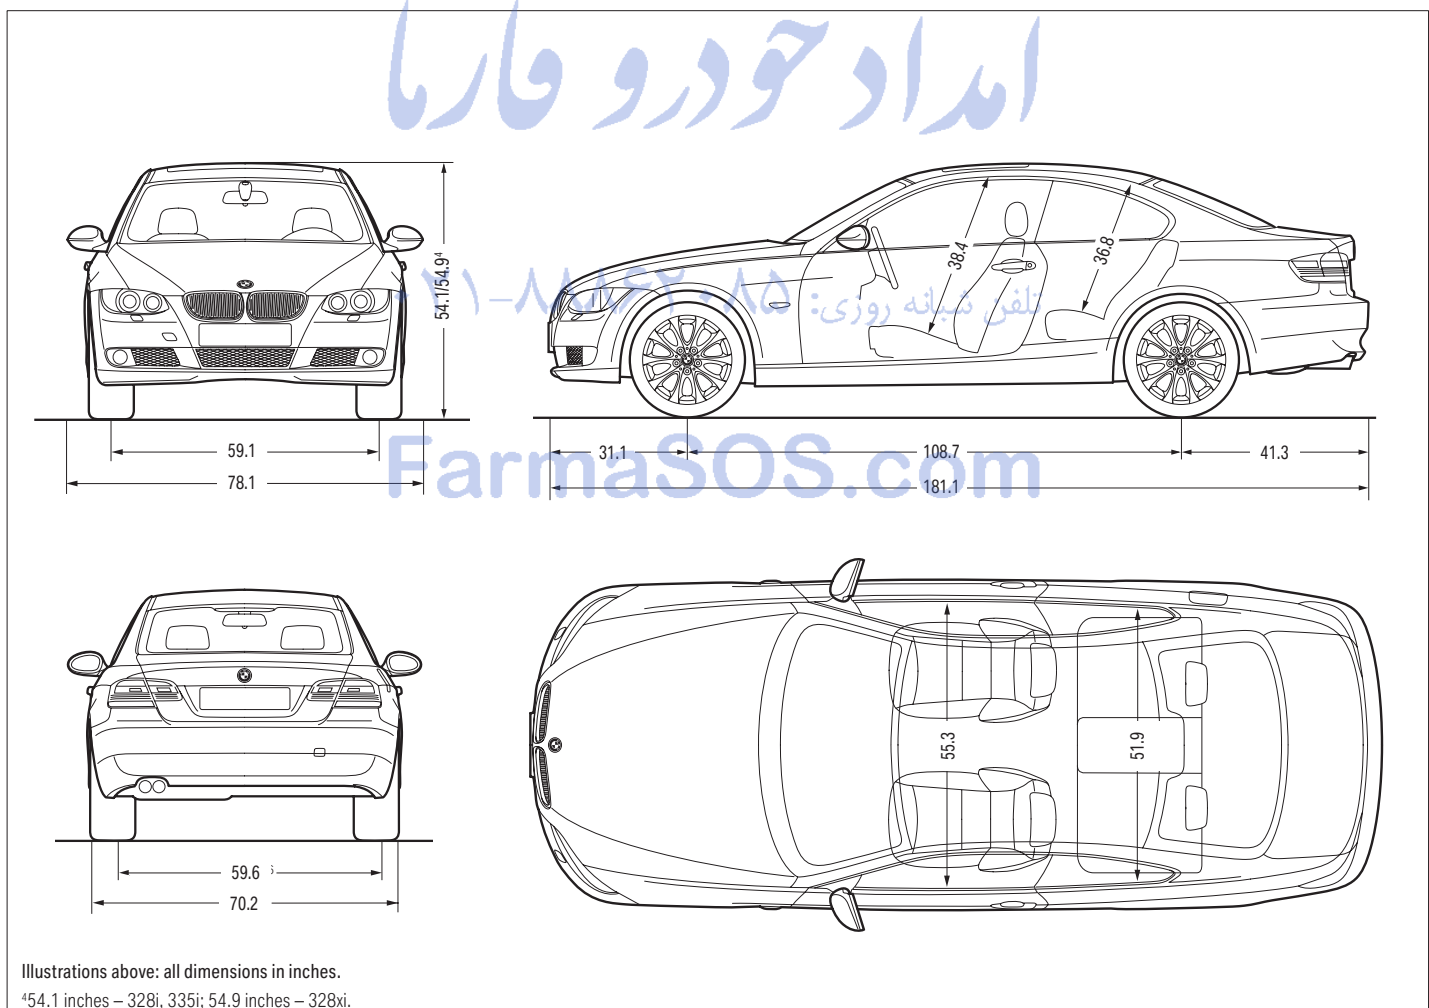 امداد خودرو فارما
54.1/54.9⁴
38.4
36.8
تلفن شبانه روزی: ۸۸۸۶۲۰۸۵-۰۲۱
59.1
78.1
31.1
108.7
41.3
181.1
FarmaSOS.com
55.3
51.9
59.6
70.2
Illustrations above: all dimensions in inches.
⁴54.1 inches – 328i, 335i; 54.9 inches – 328xi.